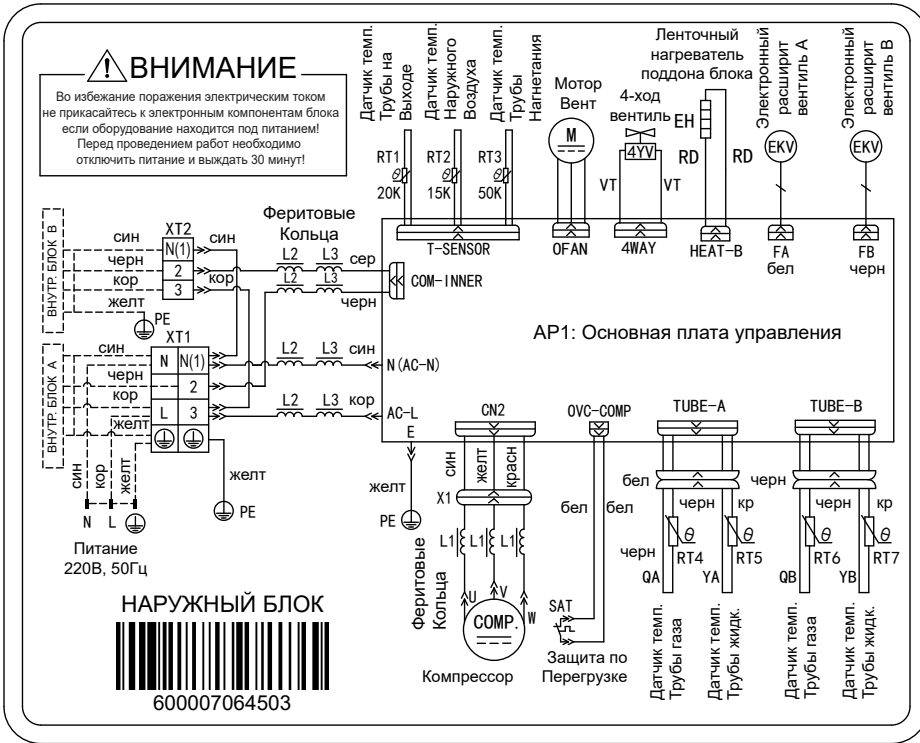 ВНИМАНИЕ
Во избежание поражения электрическим током
не прикасайтесь к электронным компонентам блока
если оборудование находится под питанием!
Перед проведением работ необходимо
отключить питание и выждать 30 минут!
Датчик темп.
Трубы на
Выходе
Датчик темп.
Наружного
Воздуха
Датчик темп.
Трубы
Нагнетания
Мотор
Вент
4-ход
вентиль
Ленточный
нагреватель
поддона блока
Электронный
расширит
вентиль А
Электронный
расширит
вентиль В
RT1
θ
20K
RT2
θ
15K
RT3
θ
50K
M
4YV
VT
VT
EH
RD
RD
EKV
EKV
T-SENSOR
OFAN
4WAY
HEAT-B
FA
бел
FB
черн
ВНУТР. БЛОК В
син
черн
кор
желт
PE
XT2
N(1)
2
3
син
кор
Феритовые
Кольца
L2
L3
сер
L2
L3
черн
COM-INNER
AP1: Основная плата управления
ВНУТР. БЛОК А
син
черн
кор
желт
XT1
N
N(1)
2
L
3
L2
L3
син
N(AC-N)
L2
L3
кор
AC-L
E
желт
PE
желт
PE
син
кор
желт
N
L
Питание
220В, 50Гц
CN2
син
желт
красн
X1
L1
L1
L1
Феритовые
Кольца
U
V
W
COMP.
Компрессор
OVC-COMP
бел
бел
SAT
Защита по
Перегрузке
TUBE-A
бел
черн
кр
θ
RT4
θ
RT5
черн
QA
YA
Датчик темп.
Трубы газа
Датчик темп.
Трубы жидк.
TUBE-B
черн
черн
кр
θ
RT6
θ
RT7
QB
YB
Датчик темп.
Трубы газа
Датчик темп.
Трубы жидк.
НАРУЖНЫЙ БЛОК
600007064503